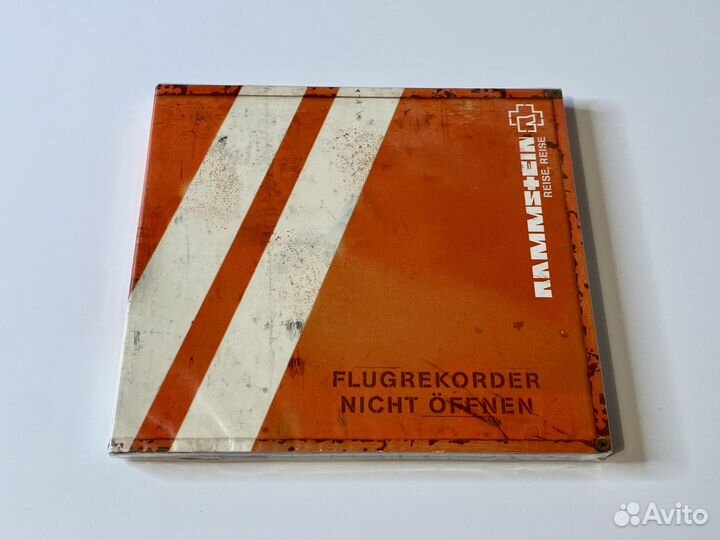 RAMMSTEIN
REISE, REISE
FLUGREKORDER
NICHT ÖFFNEN
Avito